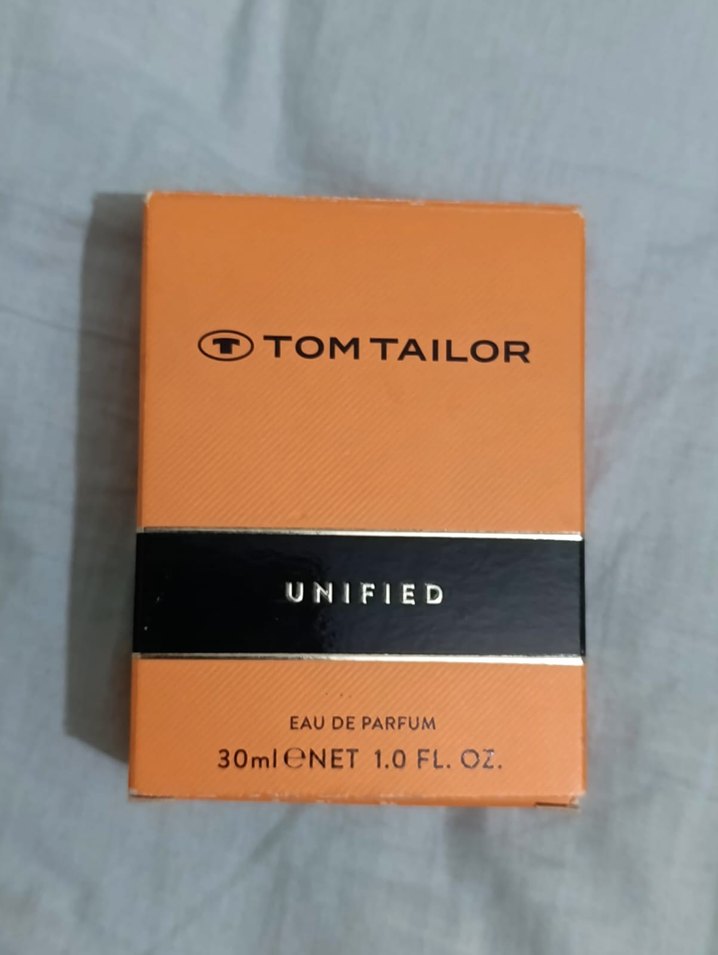 TOM TAILOR
UNIFIED
EAU DE PARFUM
30ml ℮NET 1.0 FL. OZ.